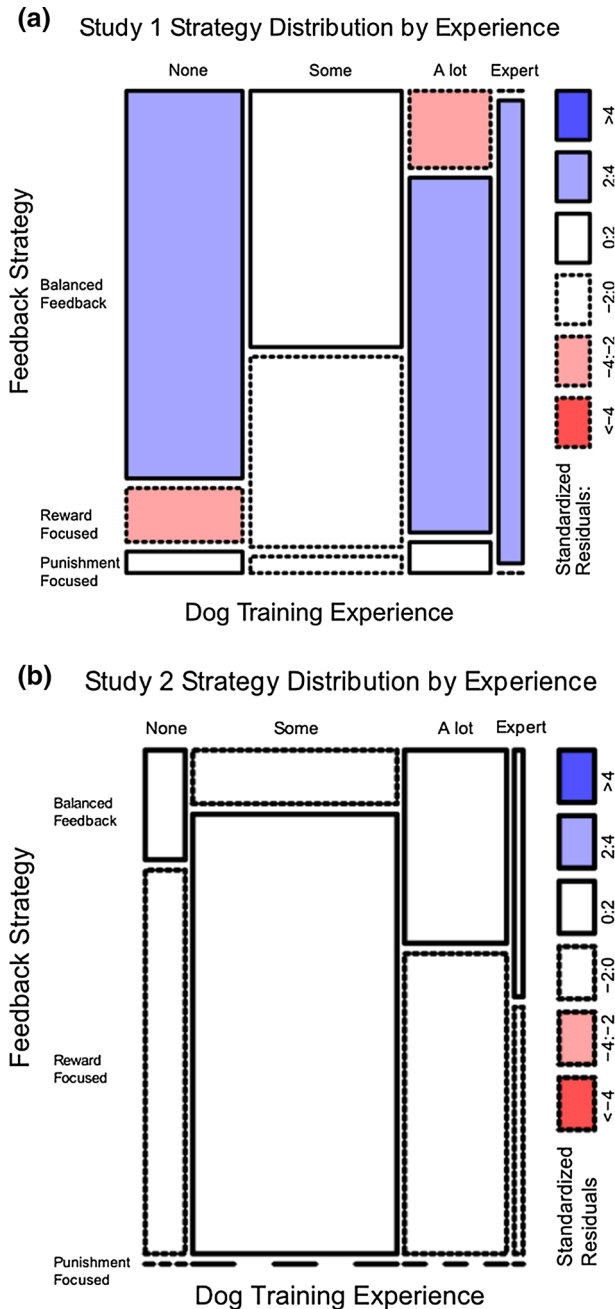 (a) Study 1 Strategy Distribution by Experience
None Some A lot Expert
Feedback Strategy
Balanced
Feedback
Reward
Focused
Punishment
Focused
Dog Training Experience
>4
2:4
0:2
−2:0
−4:−2
<−4
Standardized
Residuals:
(b) Study 2 Strategy Distribution by Experience
None Some A lot Expert
Feedback Strategy
Balanced
Feedback
Reward
Focused
Punishment
Focused
Dog Training Experience
>4
2:4
0:2
−2:0
−4:−2
<−4
Standardized
Residuals